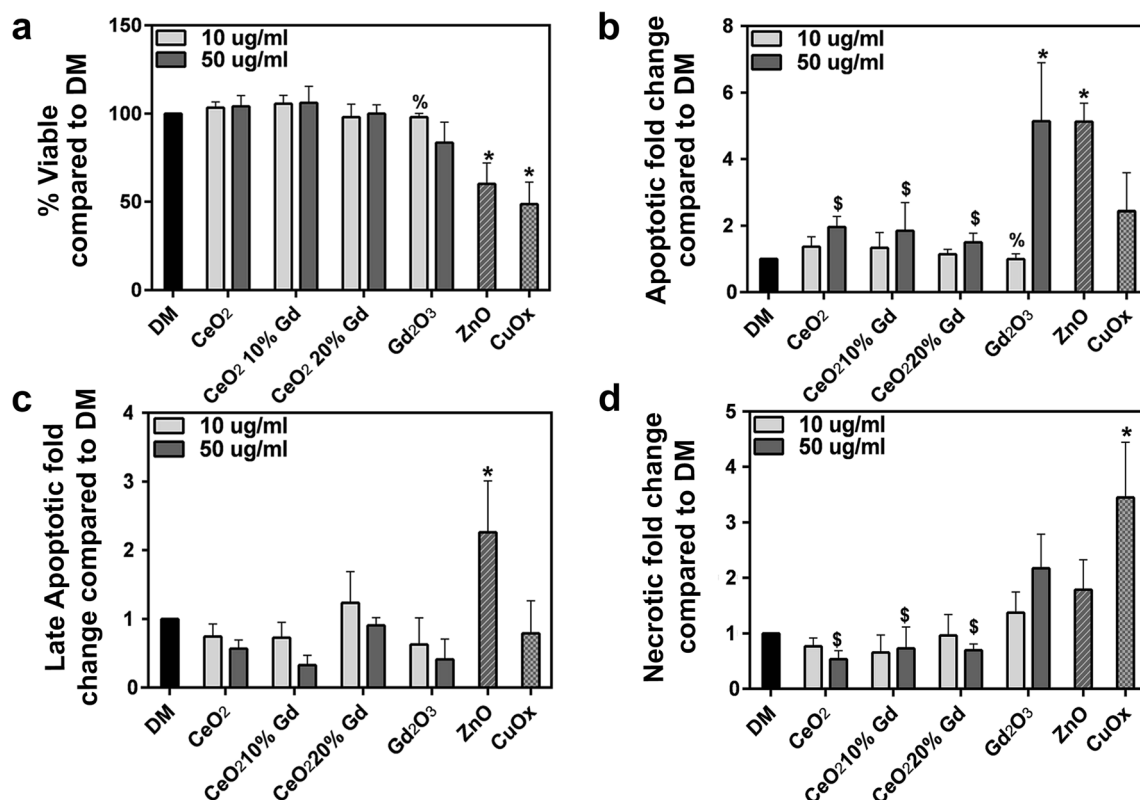 a
% Viable
compared to DM
150
100
50
0
10 ug/ml
50 ug/ml
%
*
*
DM
CeO2
CeO2 10% Gd
CeO2 20% Gd
Gd2O3
ZnO
CuOx
b
Apoptotic fold change
compared to DM
8
6
4
2
0
10 ug/ml
50 ug/ml
$
$
$
%
*
*
DM
CeO2
CeO210% Gd
CeO220% Gd
Gd2O3
ZnO
CuOx
c
Late Apoptotic fold
change compared to DM
4
3
2
1
0
10 ug/ml
50 ug/ml
*
DM
CeO2
CeO210% Gd
CeO220% Gd
Gd2O3
ZnO
CuOx
d
Necrotic fold change
compared to DM
5
4
3
2
1
0
10 ug/ml
50 ug/ml
$
$
$
*
DM
CeO2
CeO210% Gd
CeO220% Gd
Gd2O3
ZnO
CuOx